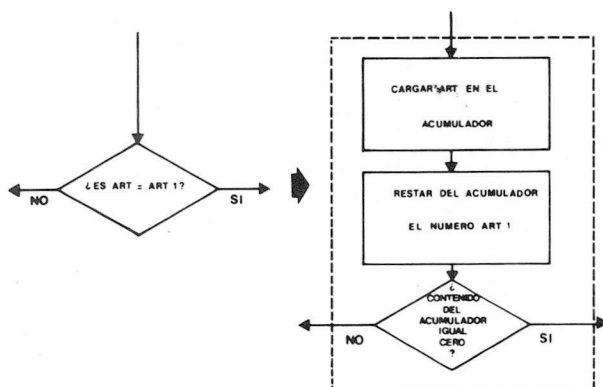 ¿ES ART = ART 1?
NO
SI
CARGAR ART EN EL
ACUMULADOR
RESTAR DEL ACUMULADOR
EL NUMERO ART 1
¿
CONTENIDO
DEL
ACUMULADOR
IGUAL
CERO
?
NO
SI